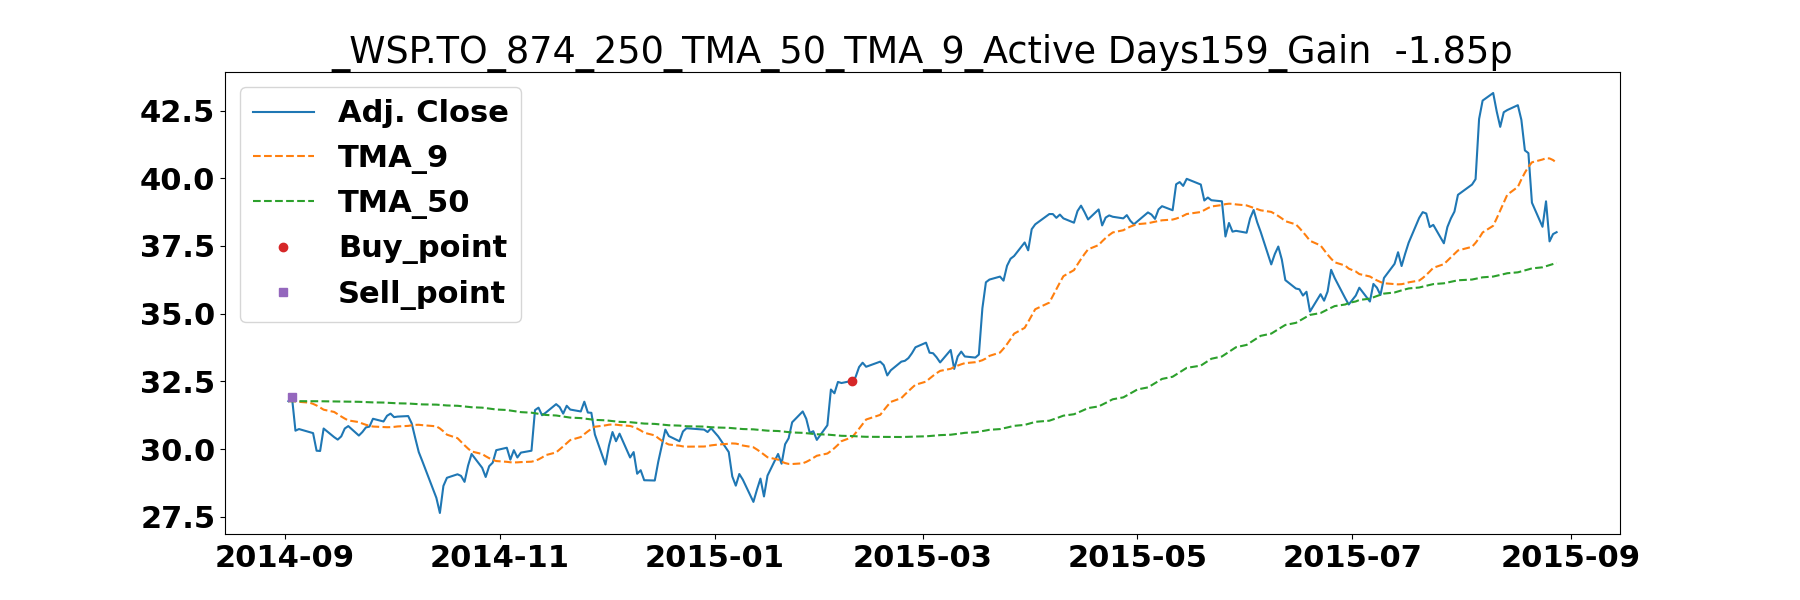 _WSP.TO_874_250_TMA_50_TMA_9_Active Days159_Gain  -1.85p
Adj. Close
TMA_9
TMA_50
Buy_point
Sell_point
42.5
40.0
37.5
35.0
32.5
30.0
27.5
2014-09 2014-11 2015-01 2015-03 2015-05 2015-07 2015-09